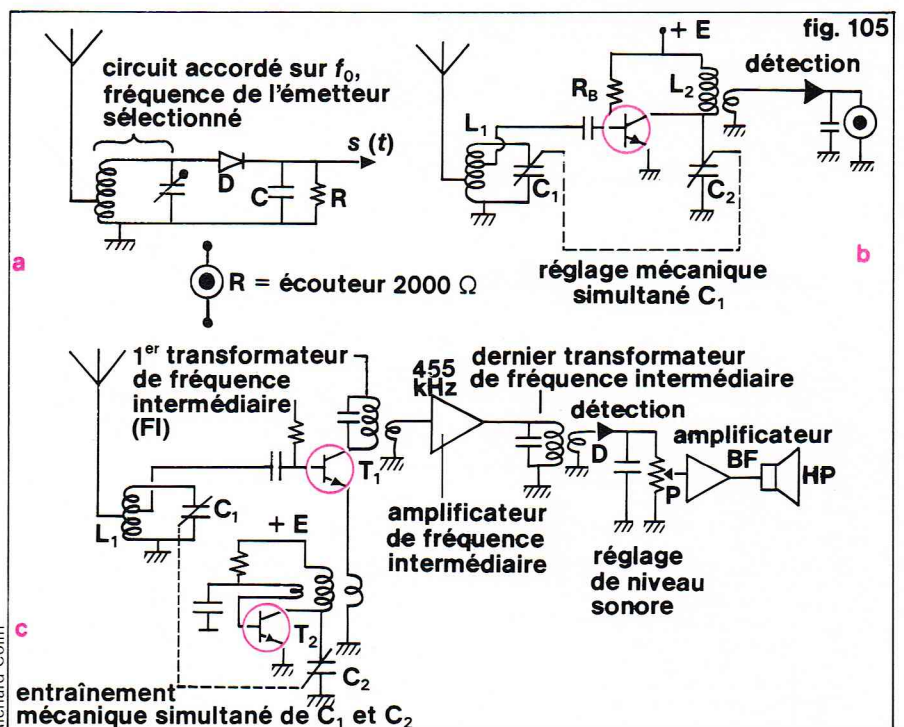 fig. 105
circuit accordé sur f₀,
fréquence de l'émetteur
sélectionné
s (t)
D
C
R
a
R = écouteur 2000 Ω
+ E
détection
R_B
L₂
L₁
C₁
C₂
b
réglage mécanique
simultané C₁
1er transformateur
de fréquence
intermédiaire
(FI)
455
kHz
dernier transformateur
de fréquence intermédiaire
détection
D
amplificateur
BF
HP
P
T₁
C₁
L₁
+ E
amplificateur
de fréquence
intermédiaire
réglage
de niveau
sonore
T₂
C₂
c
entraînement
mécanique simultané de C₁ et C₂